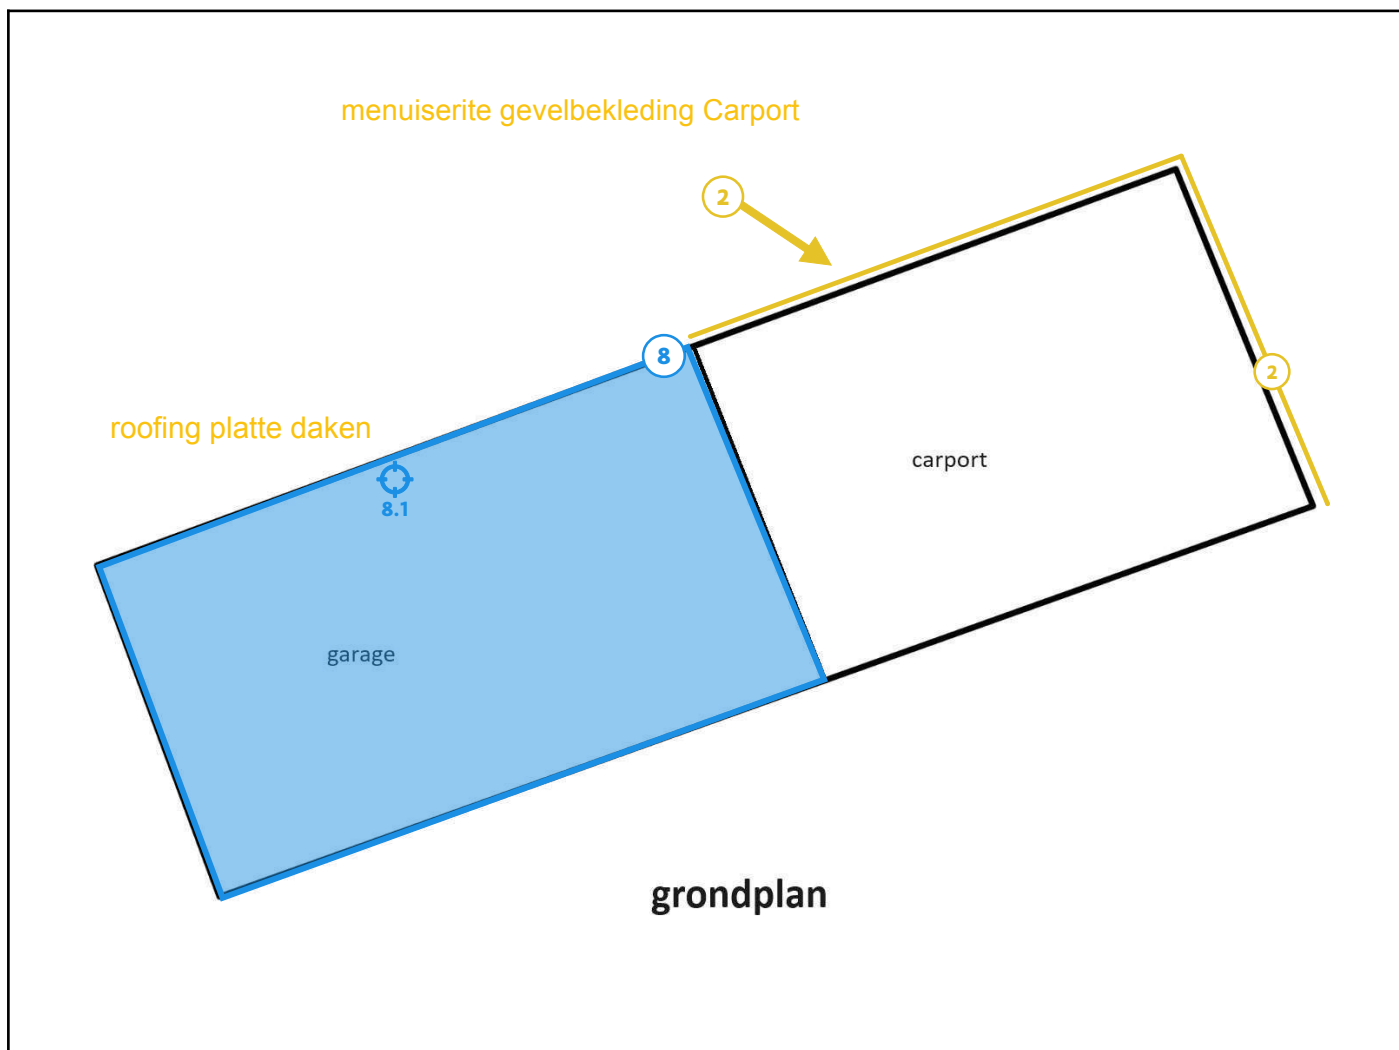 menuiserite gevelbekleding Carport
2
8
roofing platte daken
2
carport
8.1
garage
grondplan